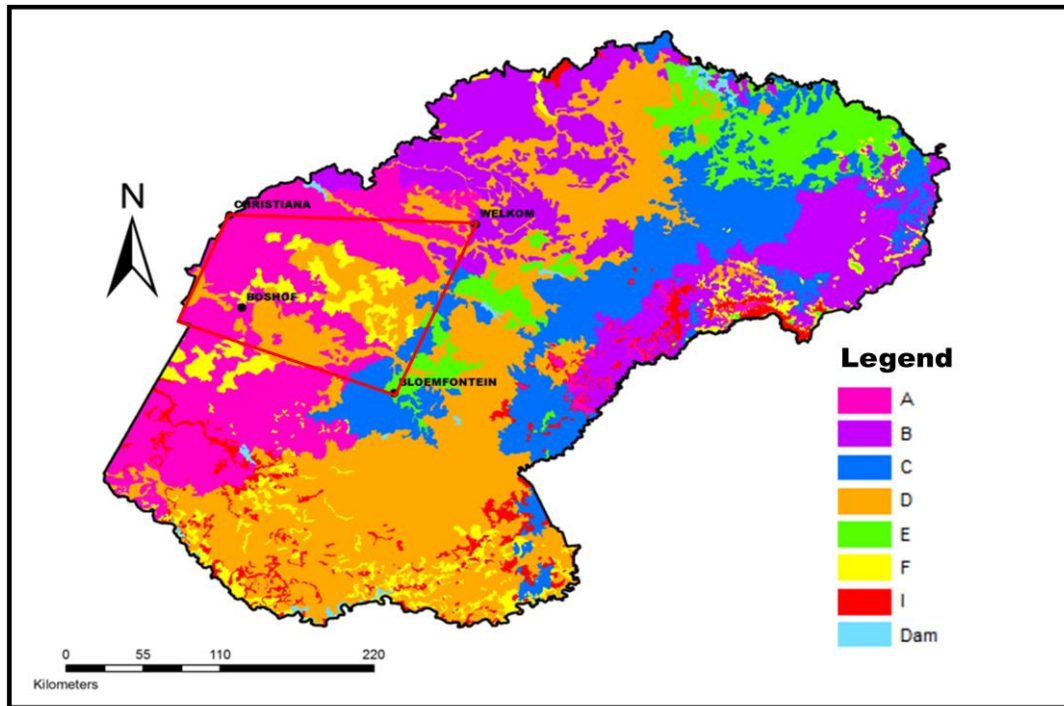 N
CHRISTIANA
WELKOM
BOSHOF
BLOEMFONTEIN
Legend
A
B
C
D
E
F
I
Dam
0 55 110 220
Kilometers